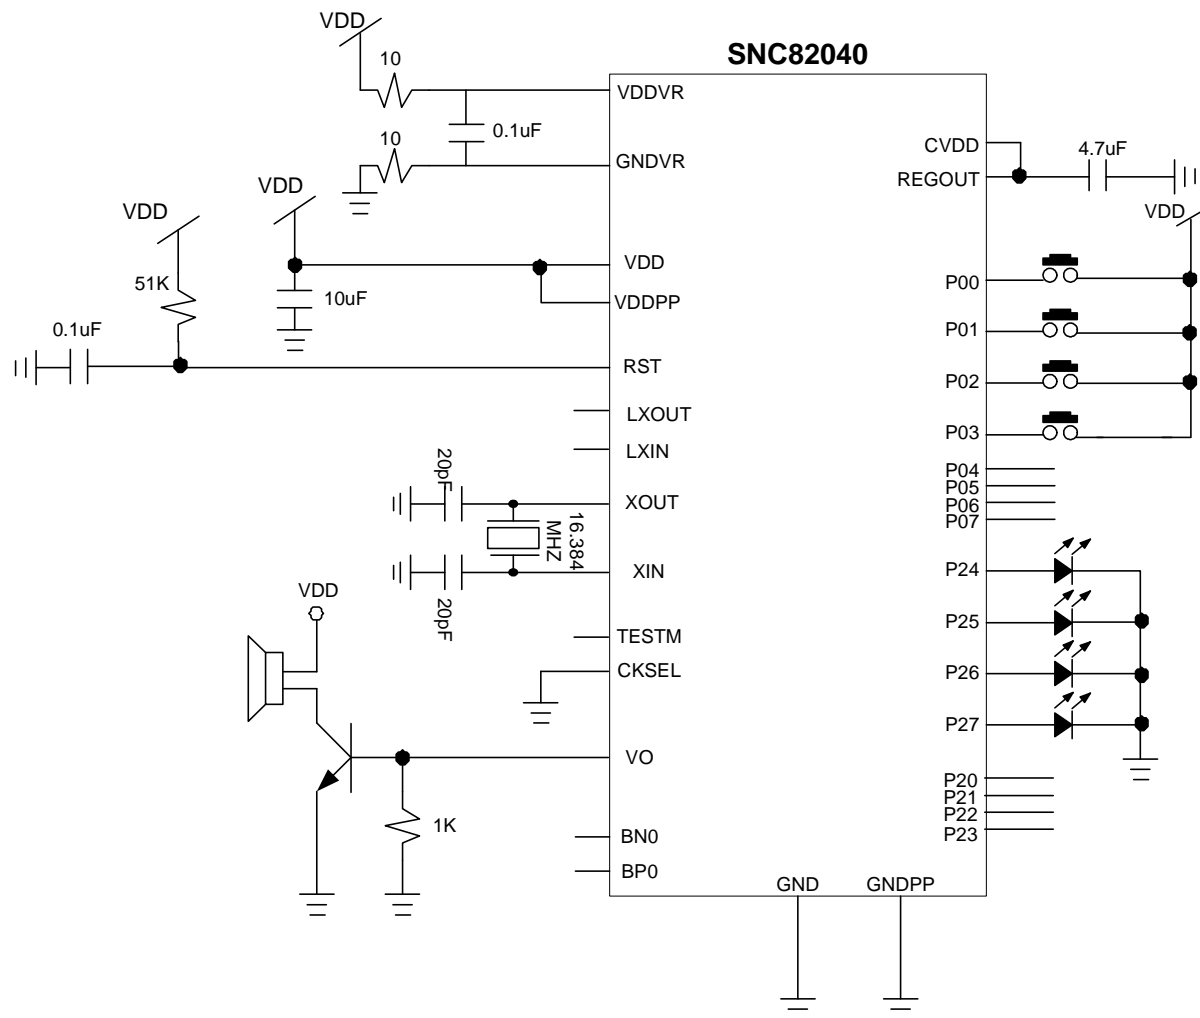 SNC82040
VDD
10
VDDVR
0.1uF
10
GNDVR
CVDD
4.7uF
REGOUT
VDD
VDD
VDD
VDD
P00
51K
10uF
VDDPP
0.1uF
P01
RST
P02
LXOUT
P03
LXIN
P04
P05
P06
P07
20pF
XOUT
16.384
MHZ
XIN
20pF
P24
VDD
P25
TESTM
CKSEL
P26
P27
VO
P20
P21
P22
P23
1K
BN0
BP0
GND
GNDPP